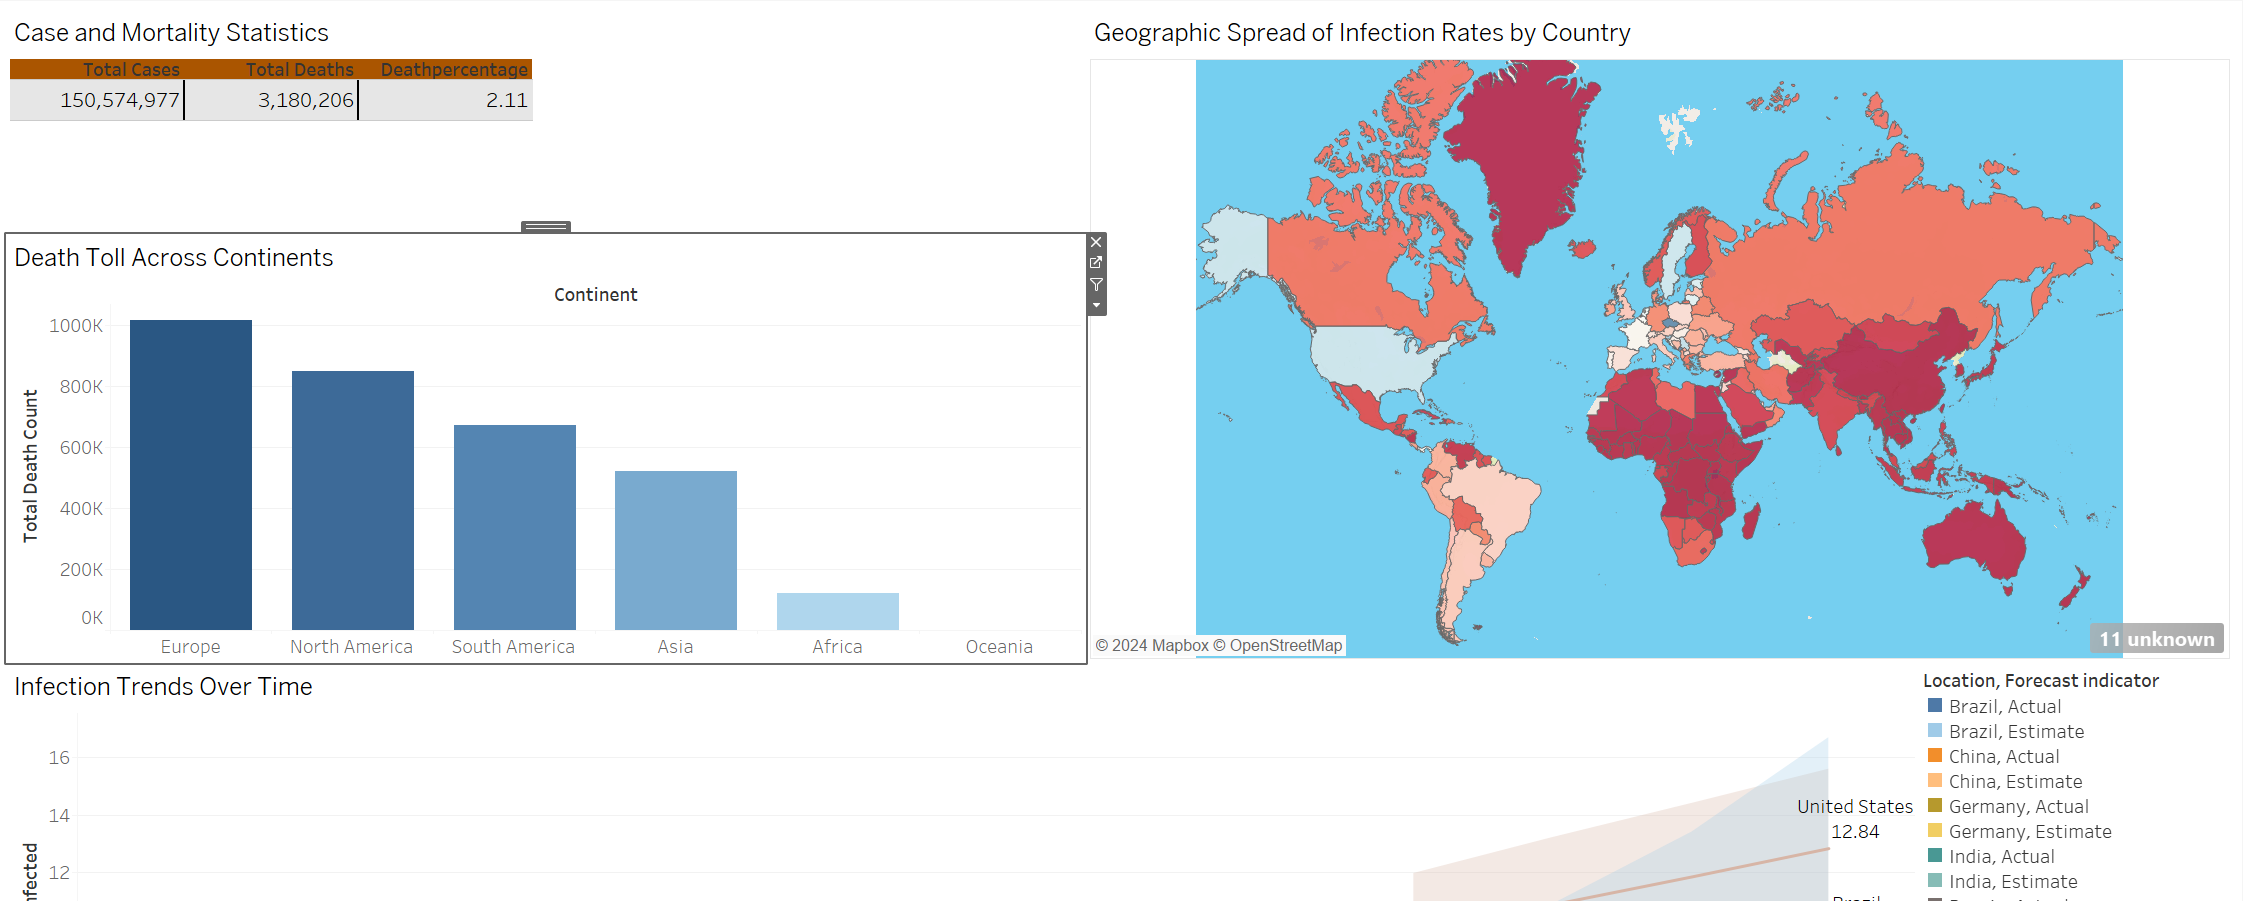 Case and Mortality Statistics
Total Cases Total Deaths Deathpercentage
150,574,977 3,180,206 2.11
Death Toll Across Continents
Continent
Total Death Count
1000K
800K
600K
400K
200K
0K
Europe North America South America Asia Africa Oceania
Geographic Spread of Infection Rates by Country
© 2024 Mapbox © OpenStreetMap
11 unknown
Infection Trends Over Time
16
14
12
United States
12.84
Location, Forecast indicator
Brazil, Actual
Brazil, Estimate
China, Actual
China, Estimate
Germany, Actual
Germany, Estimate
India, Actual
India, Estimate